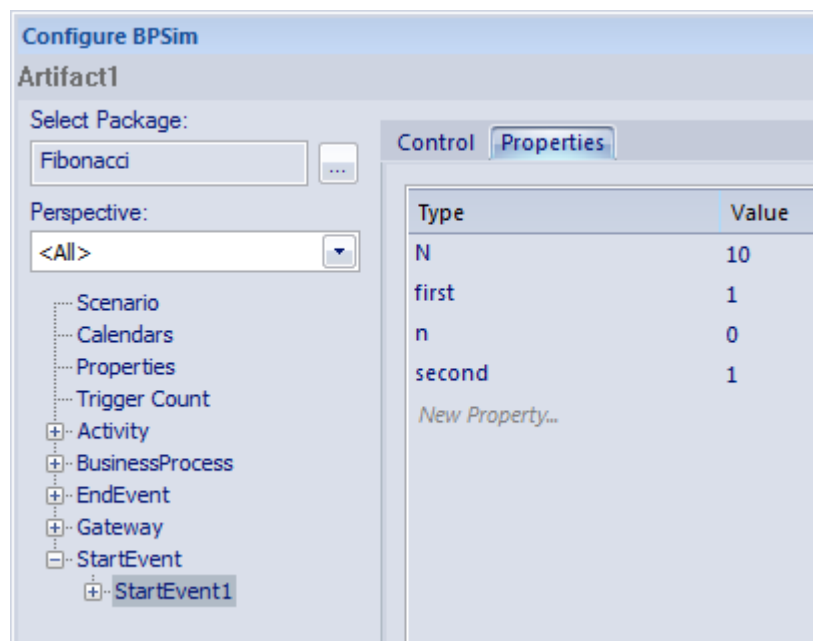 Configure BPSim
Artifact1
Select Package:
Fibonacci
...
Perspective:
<All>
Scenario
Calendars
Properties
Trigger Count
Activity
BusinessProcess
EndEvent
Gateway
StartEvent
StartEvent1
Control Properties
Type Value
N 10
first 1
n 0
second 1
New Property...